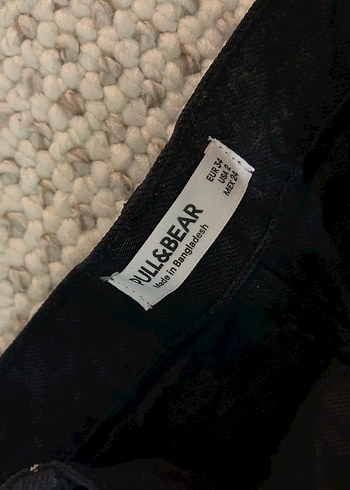 PULL&BEAR
Made in Bangladesh
EUR 34
USA 2
MEX 24